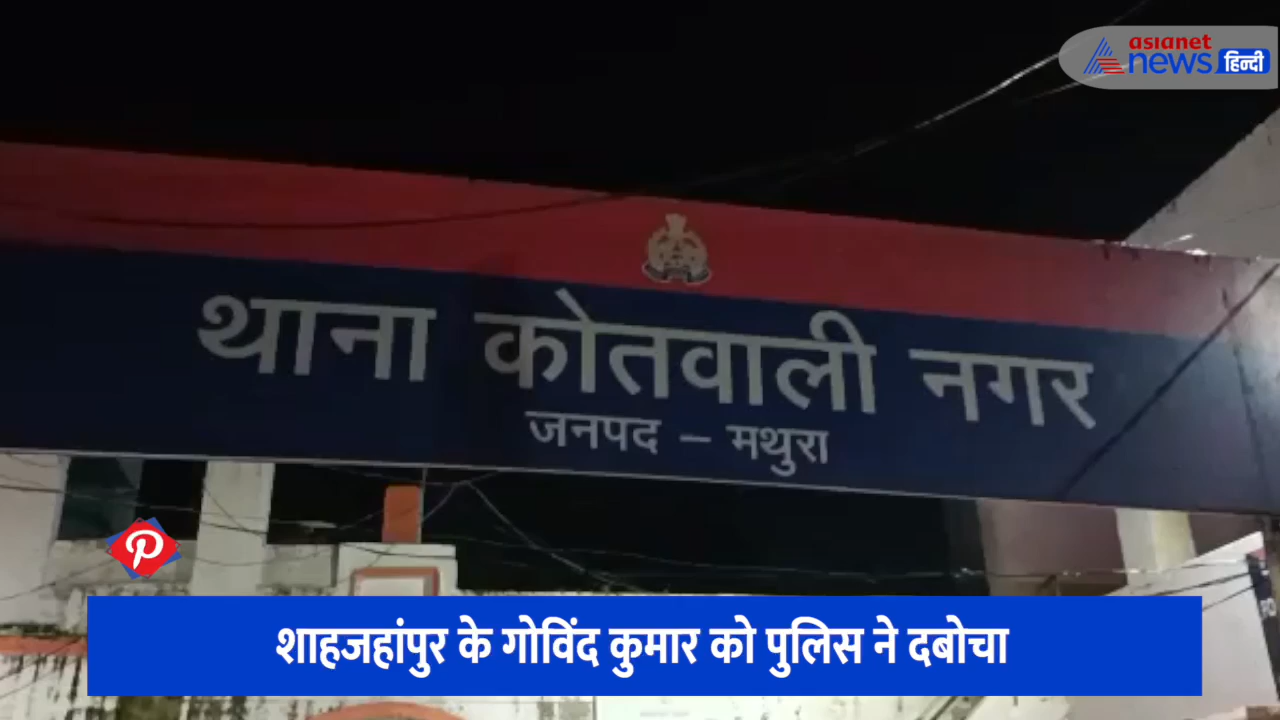 asianet
news हिन्दी
थाना कोतवाली नगर
जनपद – मथुरा
शाहजहांपुर के गोविंद कुमार को पुलिस ने दबोचा